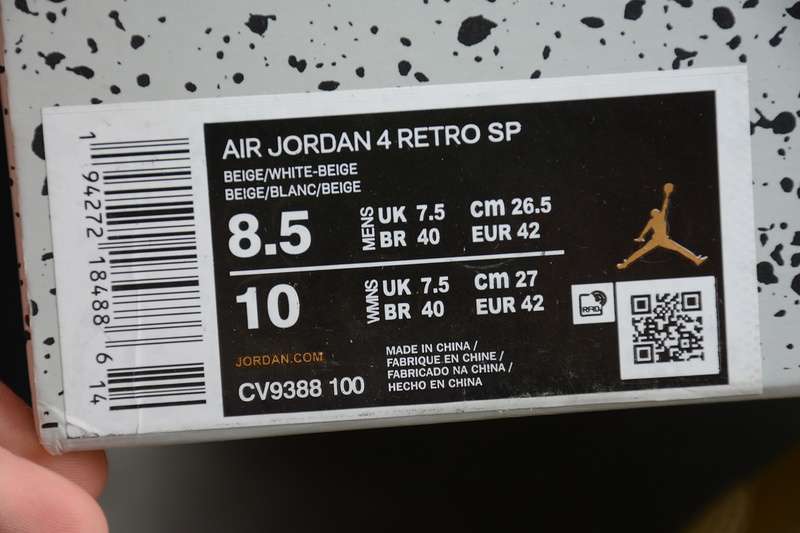 AIR JORDAN 4 RETRO SP
BEIGE/WHITE-BEIGE
BEIGE/BLANC/BEIGE
8.5 MENS UK 7.5 cm 26.5
BR 40 EUR 42
10 WMNS UK 7.5 cm 27
BR 40 EUR 42
RFID
JORDAN.COM
CV9388 100
MADE IN CHINA /
FABRIQUE EN CHINE /
FABRICADO NA CHINA /
HECHO EN CHINA
1 94272 18488 6 14